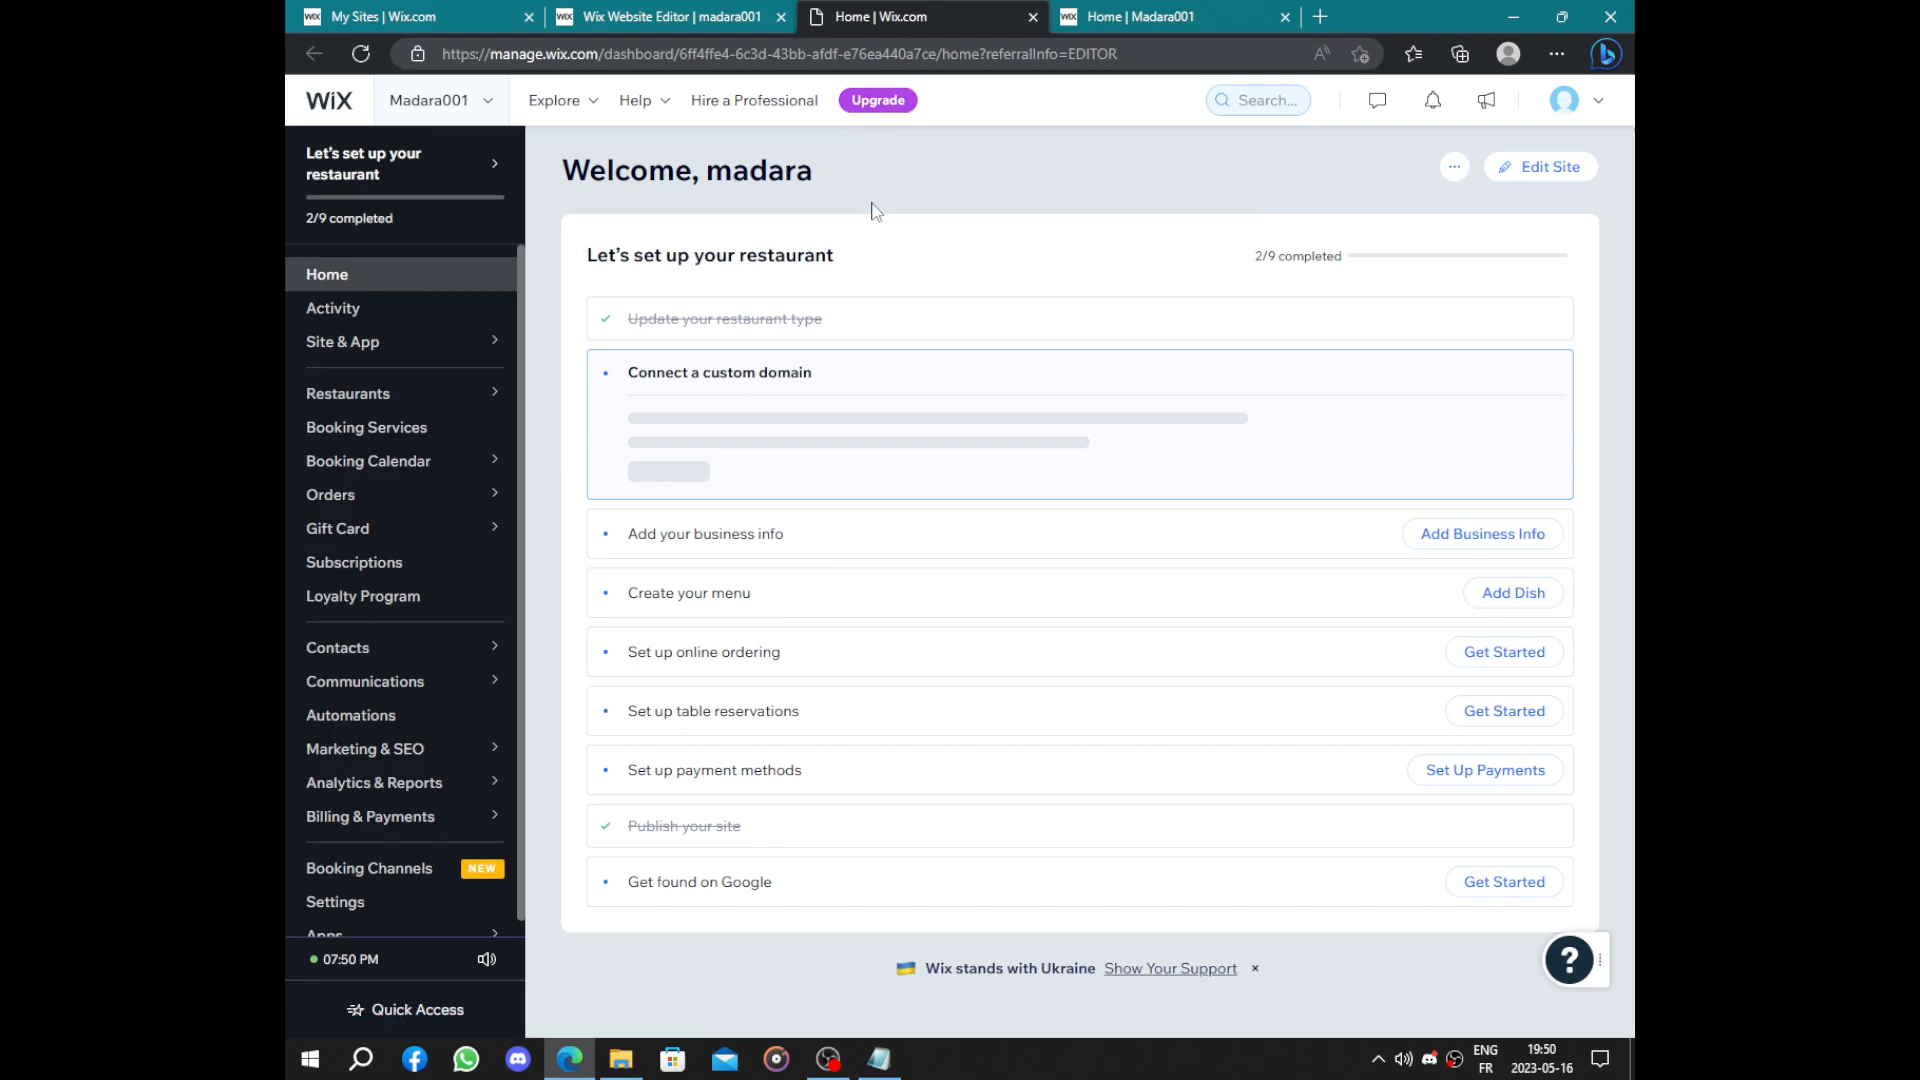 WiX My Sites | Wix.com
WiX Wix Website Editor | madara001
Home | Wix.com
WiX Home | Madara001
https://manage.wix.com/dashboard/6ff4ffe4-6c3d-43bb-afdf-e76ea440a7ce/home?referralInfo=EDITOR
WiX
Madara001
Explore
Help
Hire a Professional
Upgrade
Search...
Let's set up your
restaurant
2/9 completed
Home
Activity
Site & App
Restaurants
Booking Services
Booking Calendar
Orders
Gift Card
Subscriptions
Loyalty Program
Contacts
Communications
Automations
Marketing & SEO
Analytics & Reports
Billing & Payments
Booking Channels NEW
Settings
Apps
07:50 PM
Quick Access
Welcome, madara
Edit Site
Let's set up your restaurant
2/9 completed
Update your restaurant type
Connect a custom domain
Add your business info
Add Business Info
Create your menu
Add Dish
Set up online ordering
Get Started
Set up table reservations
Get Started
Set up payment methods
Set Up Payments
Publish your site
Get found on Google
Get Started
Wix stands with Ukraine Show Your Support
?
ENG
FR
19:50
2023-05-16